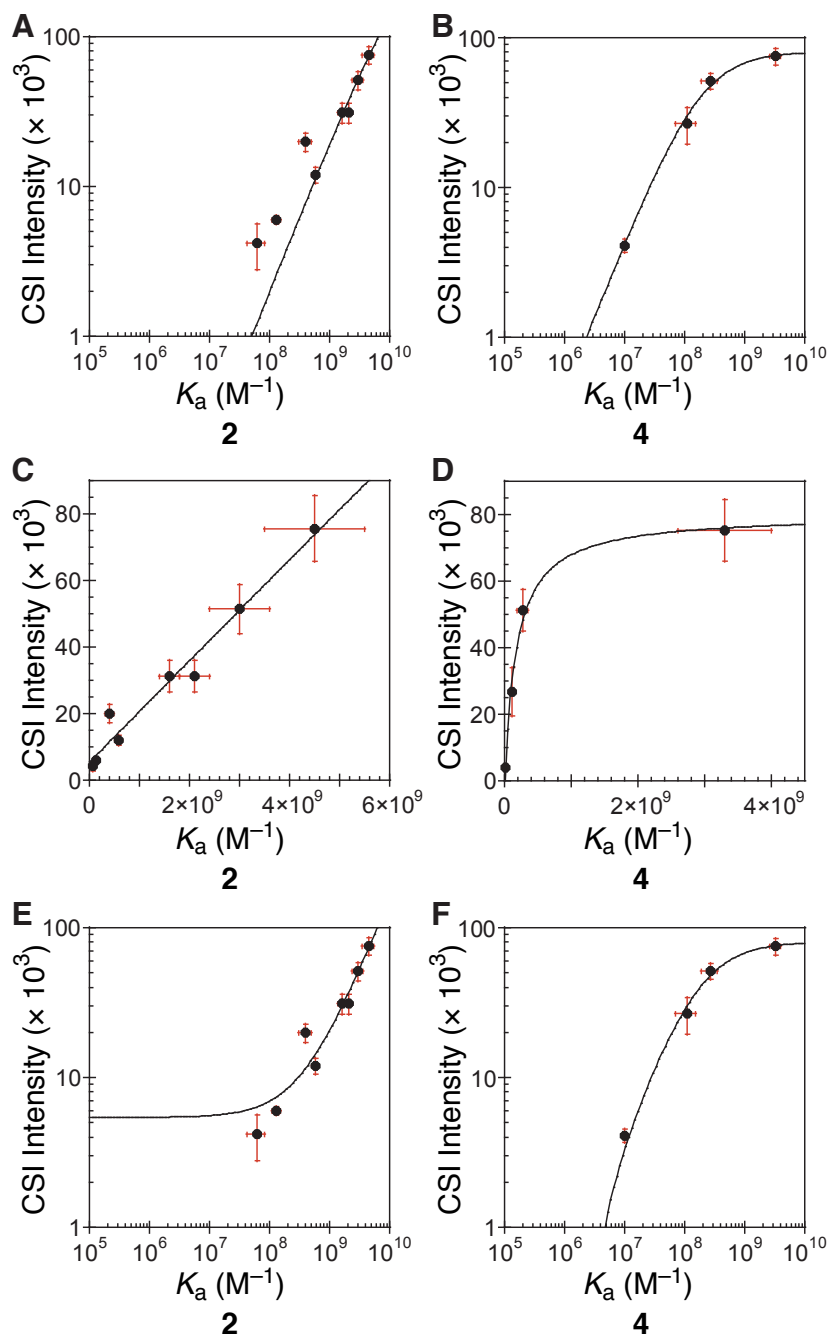 A
B
CSI Intensity (× 10³)
100
10
1
10⁵ 10⁶ 10⁷ 10⁸ 10⁹ 10¹⁰
Kₐ (M⁻¹)
2
CSI Intensity (× 10³)
100
10
1
10⁵ 10⁶ 10⁷ 10⁸ 10⁹ 10¹⁰
Kₐ (M⁻¹)
4
C
D
CSI Intensity (× 10³)
80
60
40
20
0
0 2×10⁹ 4×10⁹ 6×10⁹
Kₐ (M⁻¹)
2
CSI Intensity (× 10³)
80
60
40
20
0
0 2×10⁹ 4×10⁹
Kₐ (M⁻¹)
4
E
F
CSI Intensity (× 10³)
100
10
1
10⁵ 10⁶ 10⁷ 10⁸ 10⁹ 10¹⁰
Kₐ (M⁻¹)
2
CSI Intensity (× 10³)
100
10
1
10⁵ 10⁶ 10⁷ 10⁸ 10⁹ 10¹⁰
Kₐ (M⁻¹)
4